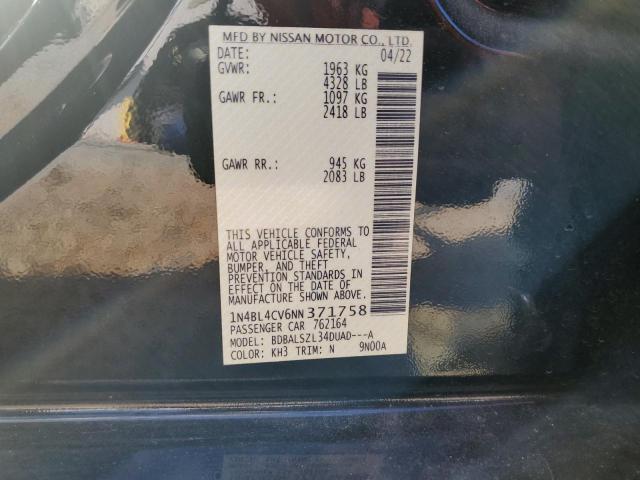 MFD BY NISSAN MOTOR CO., LTD.
DATE: 04/22
GVWR: 1963 KG
4328 LB
GAWR FR.: 1097 KG
2418 LB
GAWR RR.: 945 KG
2083 LB
THIS VEHICLE CONFORMS TO
ALL APPLICABLE FEDERAL
MOTOR VEHICLE SAFETY,
BUMPER, AND THEFT
PREVENTION STANDARDS IN
EFFECT ON THE DATE OF
MANUFACTURE SHOWN ABOVE.
1N4BL4CV6NN371758
PASSENGER CAR 762164
MODEL: BDBALSZL34DUAD---A
COLOR: KH3 TRIM: N 9N00A